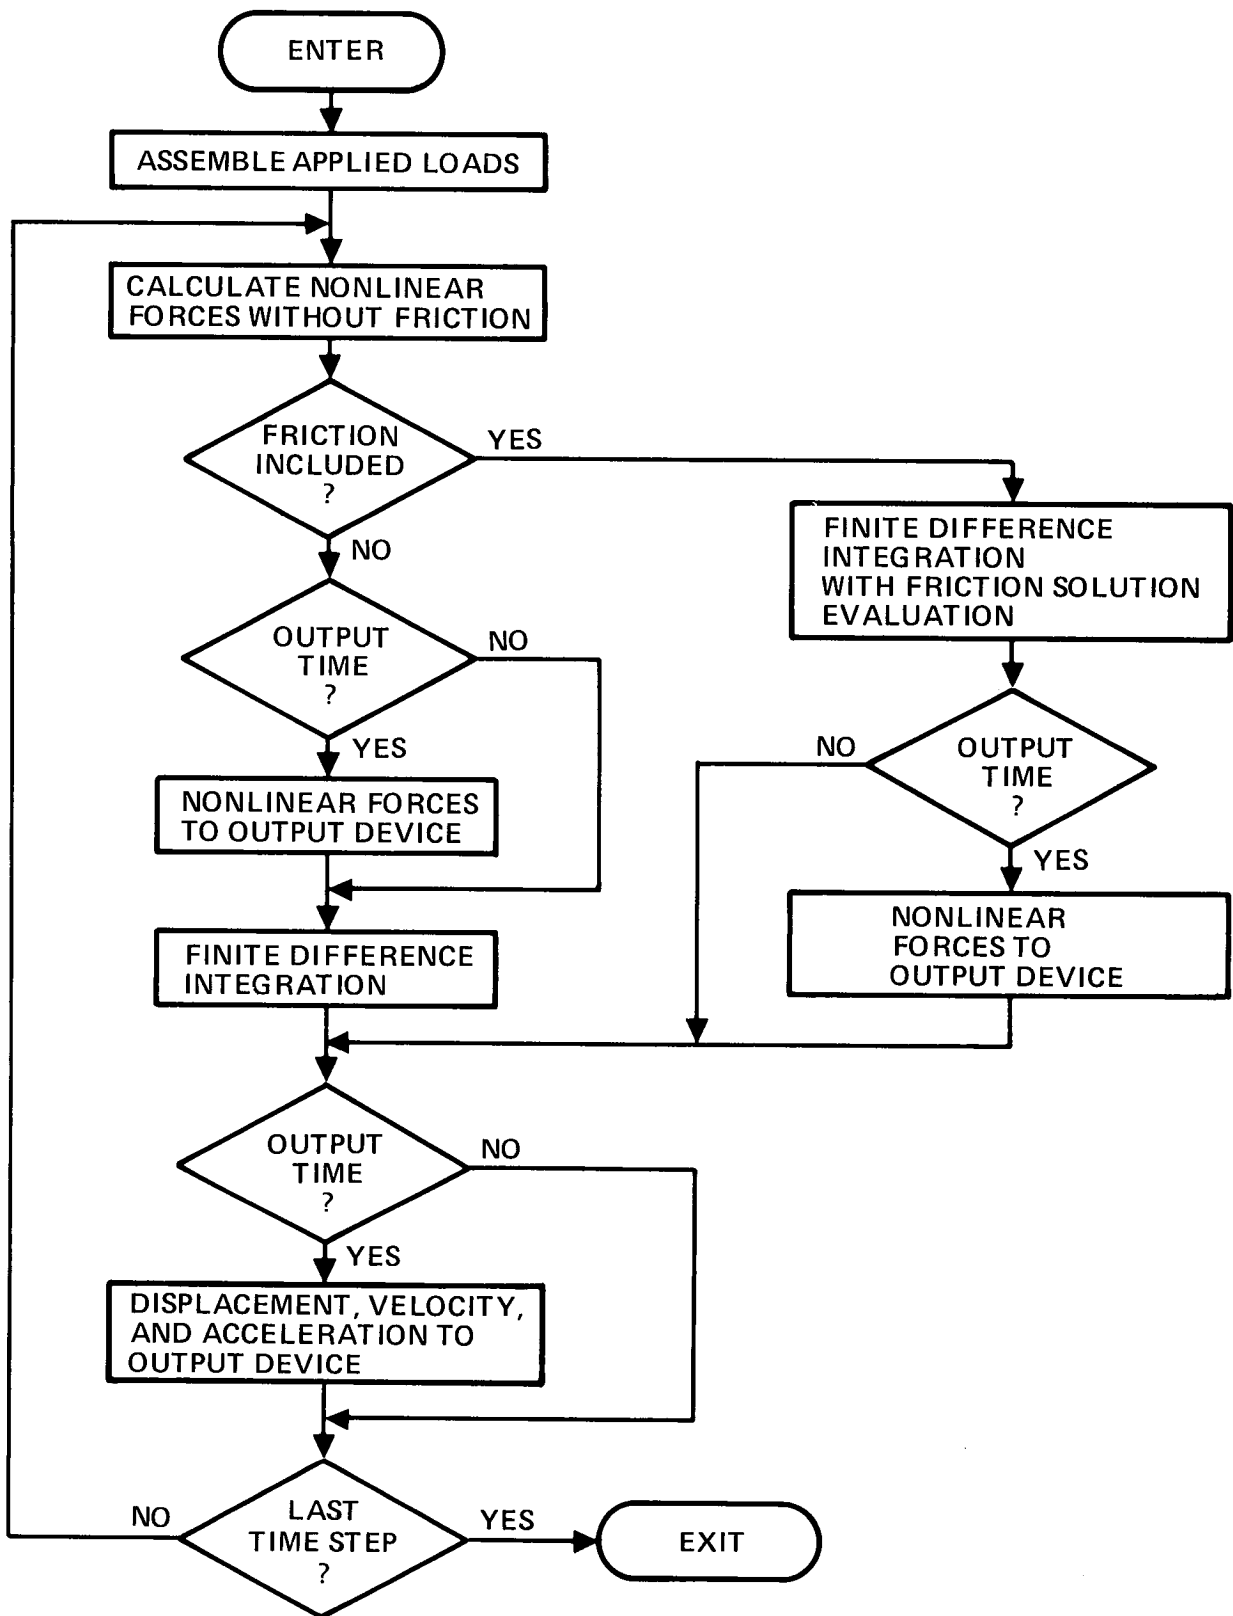 ENTER
ASSEMBLE APPLIED LOADS
CALCULATE NONLINEAR
FORCES WITHOUT FRICTION
FRICTION
INCLUDED
?
YES
NO
FINITE DIFFERENCE
INTEGRATION
WITH FRICTION SOLUTION
EVALUATION
OUTPUT
TIME
?
NO
YES
NONLINEAR FORCES
TO OUTPUT DEVICE
OUTPUT
TIME
?
NO
YES
NONLINEAR
FORCES TO
OUTPUT DEVICE
FINITE DIFFERENCE
INTEGRATION
OUTPUT
TIME
?
NO
YES
DISPLACEMENT, VELOCITY,
AND ACCELERATION TO
OUTPUT DEVICE
LAST
TIME STEP
?
NO
YES
EXIT